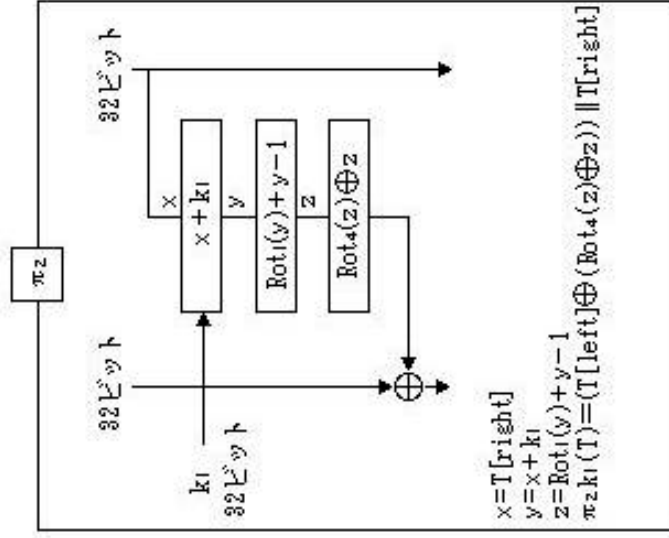 π₂
32ビット
32ビット
x
k₁
32ビット
x+k₁
y
Rot₁(y)+y−1
z
Rot₄(z)⊕z
x=T[right]
y=x+k₁
z=Rot₁(y)+y−1
π₂k₁(T)=(T[left]⊕(Rot₄(z)⊕z))∥T[right]